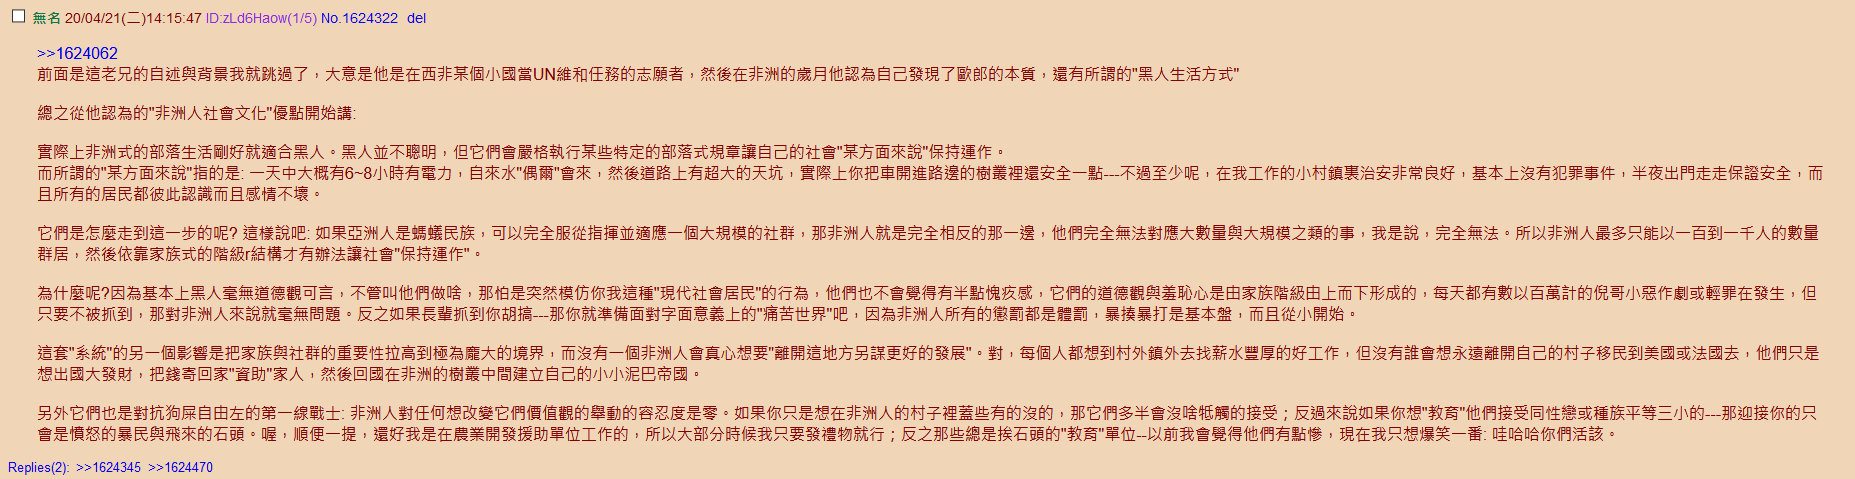 無名 20/04/21(二)14:15:47 ID:zLd6Haow(1/5) No.1624322 del
>>1624062
前面是這老兄的自述與背景我就跳過了，大意是他是在西非某個小國當UN維和任務的志願者，然後在非洲的歲月他認為自己發現了歐郎的本質，還有所謂的"黑人生活方式"
總之從他認為的"非洲人社會文化"優點開始講:
實際上非洲式的部落生活剛好就適合黑人。黑人並不聰明，但它們會嚴格執行某些特定的部落式規章讓自己的社會"某方面來說"保持運作。
而所謂的"某方面來說"指的是: 一天中大概有6~8小時有電力，自來水"偶爾"會來，然後道路上有超大的天坑，實際上你把車開進路邊的樹叢裡還安全一點---不過至少呢，在我工作的小村鎮裏治安非常良好，基本上沒有犯罪事件，半夜出門走走保證安全，而
且所有的居民都彼此認識而且感情不壞。
它們是怎麼走到這一步的呢? 這樣說吧: 如果亞洲人是螞蟻民族，可以完全服從指揮並適應一個大規模的社群，那非洲人就是完全相反的那一邊，他們完全無法對應大數量與大規模之類的事，我是說，完全無法。所以非洲人最多只能以一百到一千人的數量
群居，然後依靠家族式的階級r結構才有辦法讓社會"保持運作"。
為什麼呢?因為基本上黑人毫無道德觀可言，不管叫他們做啥，那怕是突然模仿你我這種"現代社會居民"的行為，他們也不會覺得有半點愧疚感，它們的道德觀與羞恥心是由家族階級由上而下形成的，每天都有數以百萬計的倪哥小惡作劇或輕罪在發生，但
只要不被抓到，那對非洲人來說就毫無問題。反之如果長輩抓到你胡搞---那你就準備面對字面意義上的"痛苦世界"吧，因為非洲人所有的懲罰都是體罰，暴揍暴打是基本盤，而且從小開始。
這套"系統"的另一個影響是把家族與社群的重要性拉高到極為龐大的境界，而沒有一個非洲人會真心想要"離開這地方另謀更好的發展"。對，每個人都想到村外鎮外去找薪水豐厚的好工作，但沒有誰會想永遠離開自己的村子移民到美國或法國去，他們只是
想出國大發財，把錢寄回家"資助"家人，然後回國在非洲的樹叢中間建立自己的小小泥巴帝國。
另外它們也是對抗狗屎自由左的第一線戰士: 非洲人對任何想改變它們價值觀的舉動的容忍度是零。如果你只是想在非洲人的村子裡蓋些有的沒的，那它們多半會沒啥牴觸的接受；反過來說如果你想"教育"他們接受同性戀或種族平等三小的---那迎接你的只
會是憤怒的暴民與飛來的石頭。喔，順便一提，還好我是在農業開發援助單位工作的，所以大部分時候我只要發禮物就行；反之那些總是挨石頭的"教育"單位--以前我會覺得他們有點慘，現在我只想爆笑一番: 哇哈哈你們活該。
Replies(2): >>1624345 >>1624470